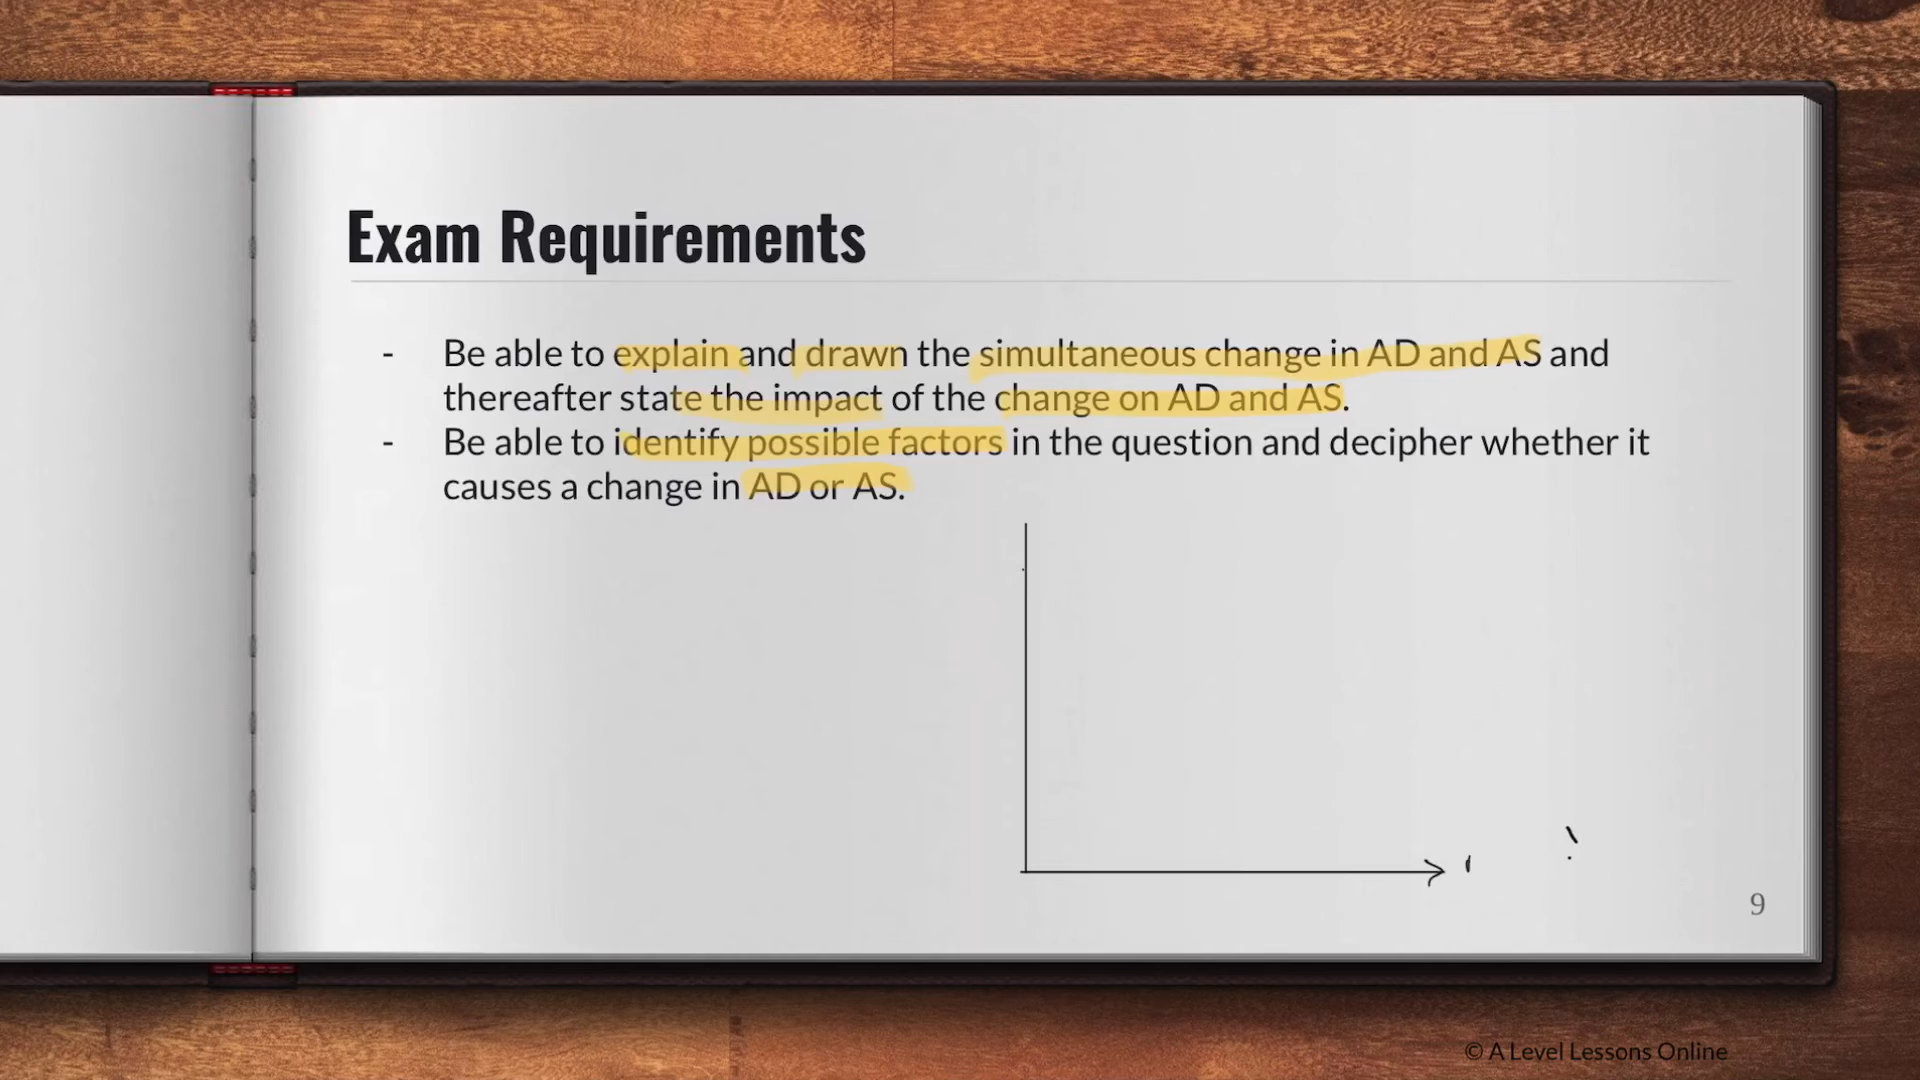 Exam Requirements
- Be able to explain and drawn the simultaneous change in AD and AS and
thereafter state the impact of the change on AD and AS.
- Be able to identify possible factors in the question and decipher whether it
causes a change in AD or AS.
9
© A Level Lessons Online